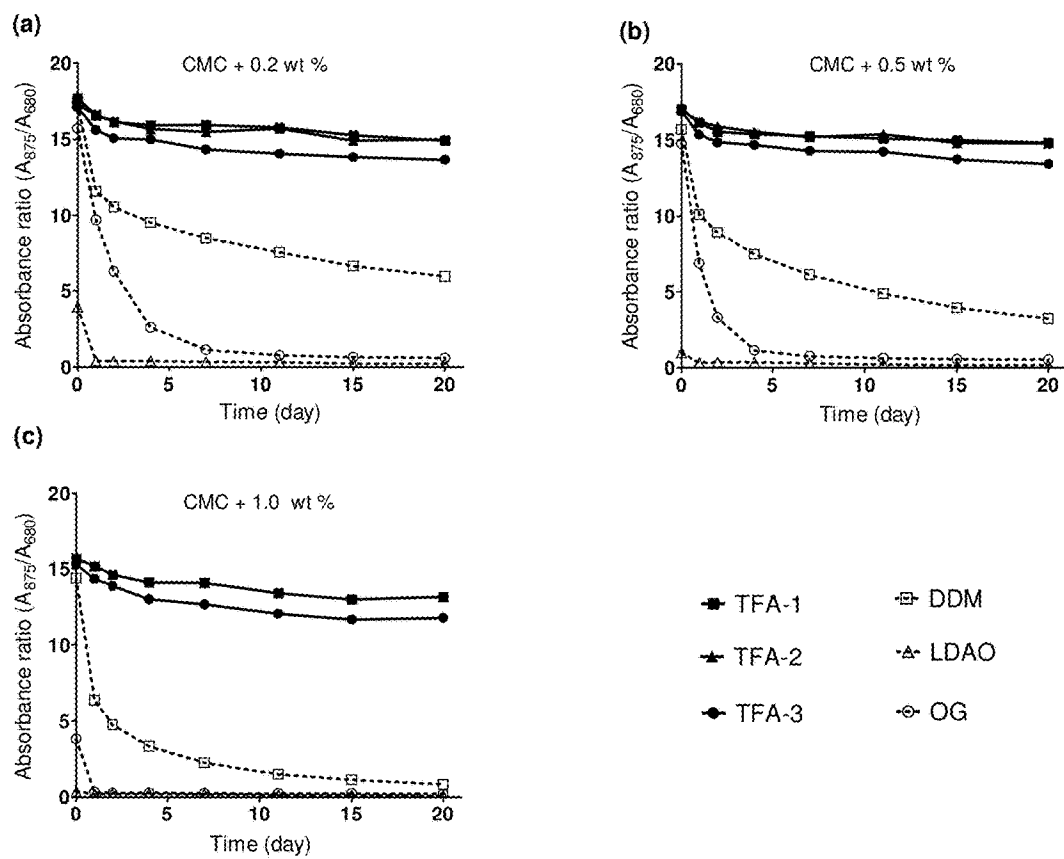 (a)
CMC + 0.2 wt %
20
15
10
5
0
Absorbance ratio (A875/A680)
0 5 10 15 20
Time (day)
(b)
CMC + 0.5 wt %
20
15
10
5
0
Absorbance ratio (A875/A680)
0 5 10 15 20
Time (day)
(c)
CMC + 1.0 wt %
20
15
10
5
0
Absorbance ratio (A875/A680)
0 5 10 15 20
Time (day)
TFA-1
TFA-2
TFA-3
DDM
LDAO
OG